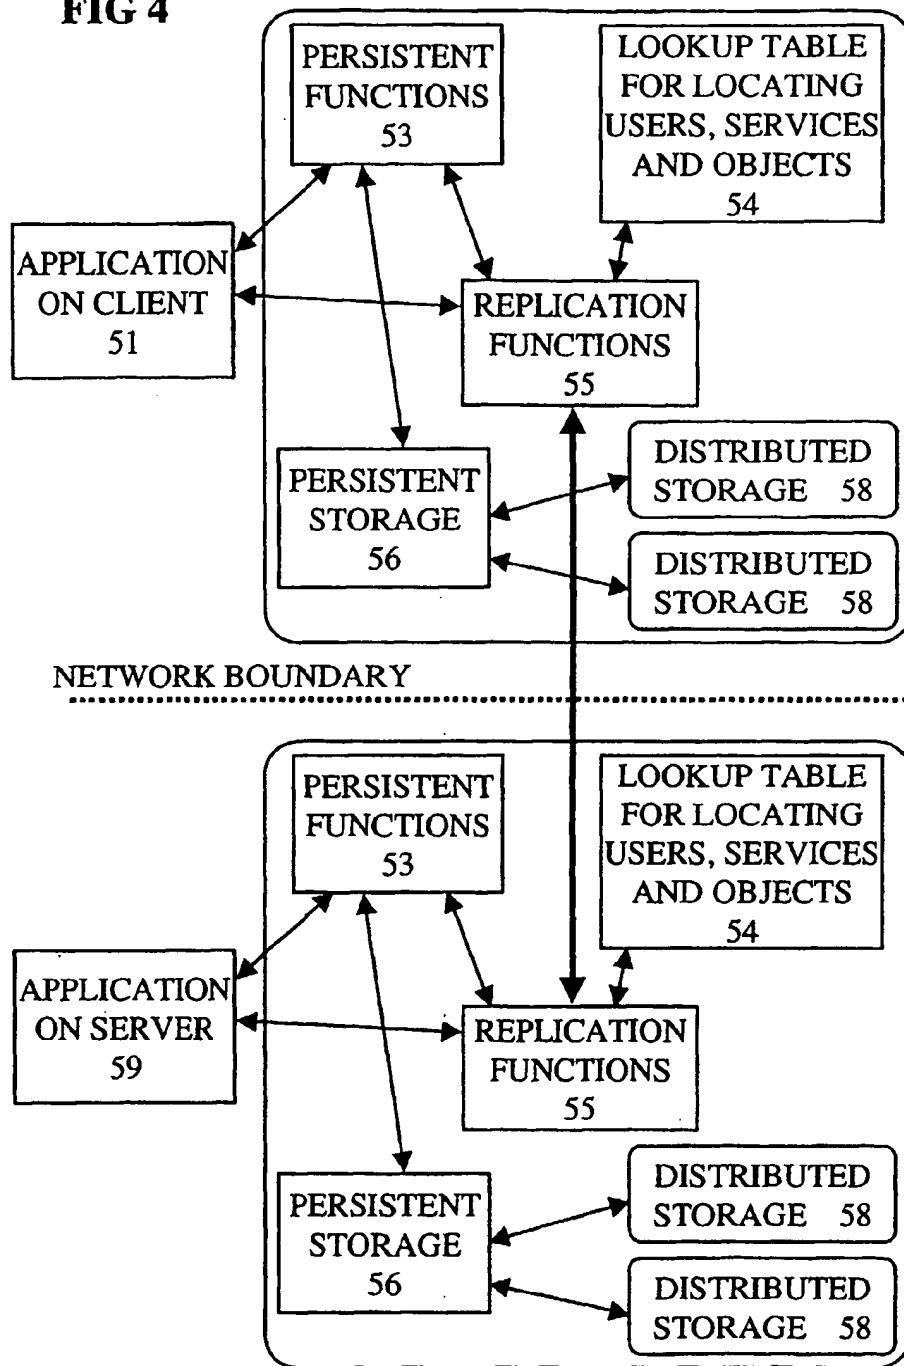 FIG 4
PERSISTENT
FUNCTIONS
53
LOOKUP TABLE
FOR LOCATING
USERS, SERVICES
AND OBJECTS
54
APPLICATION
ON CLIENT
51
REPLICATION
FUNCTIONS
55
PERSISTENT
STORAGE
56
DISTRIBUTED
STORAGE 58
DISTRIBUTED
STORAGE 58
NETWORK BOUNDARY
PERSISTENT
FUNCTIONS
53
LOOKUP TABLE
FOR LOCATING
USERS, SERVICES
AND OBJECTS
54
APPLICATION
ON SERVER
59
REPLICATION
FUNCTIONS
55
PERSISTENT
STORAGE
56
DISTRIBUTED
STORAGE 58
DISTRIBUTED
STORAGE 58